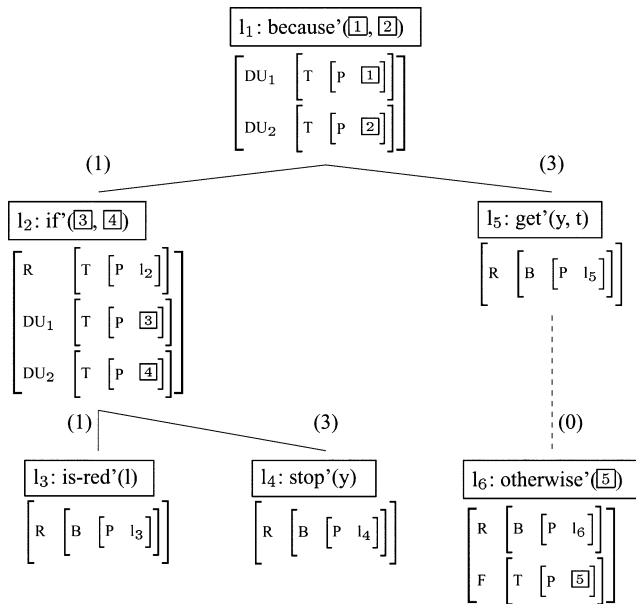 l₁: because’(1, 2)
DU₁ [T [P 1]]
DU₂ [T [P 2]]
(1) (3)
l₂: if’(3, 4) l₅: get’(y, t)
R [T [P l₂]] R [B [P l₅]]
DU₁ [T [P 3]]
DU₂ [T [P 4]]
(1) (3) (0)
l₃: is-red’(l) l₄: stop’(y) l₆: otherwise’(5)
R [B [P l₃]] R [B [P l₄]] R [B [P l₆]]
F [T [P 5]]